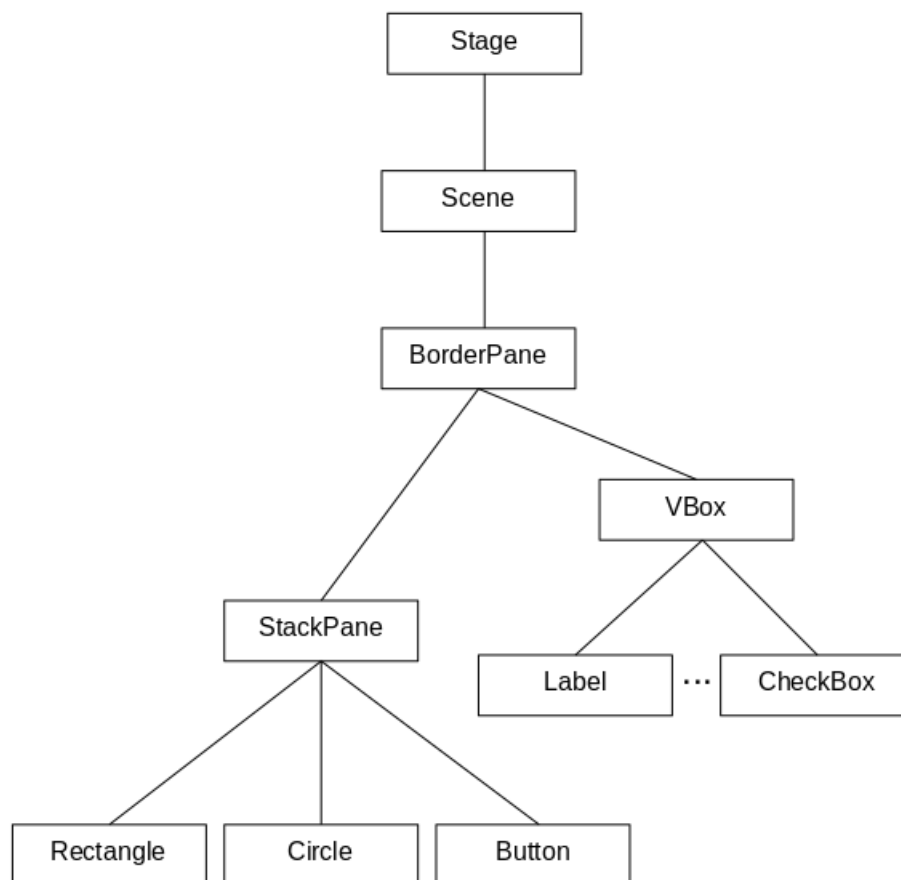 Stage
Scene
BorderPane
VBox
StackPane
Label ... CheckBox
Rectangle Circle Button